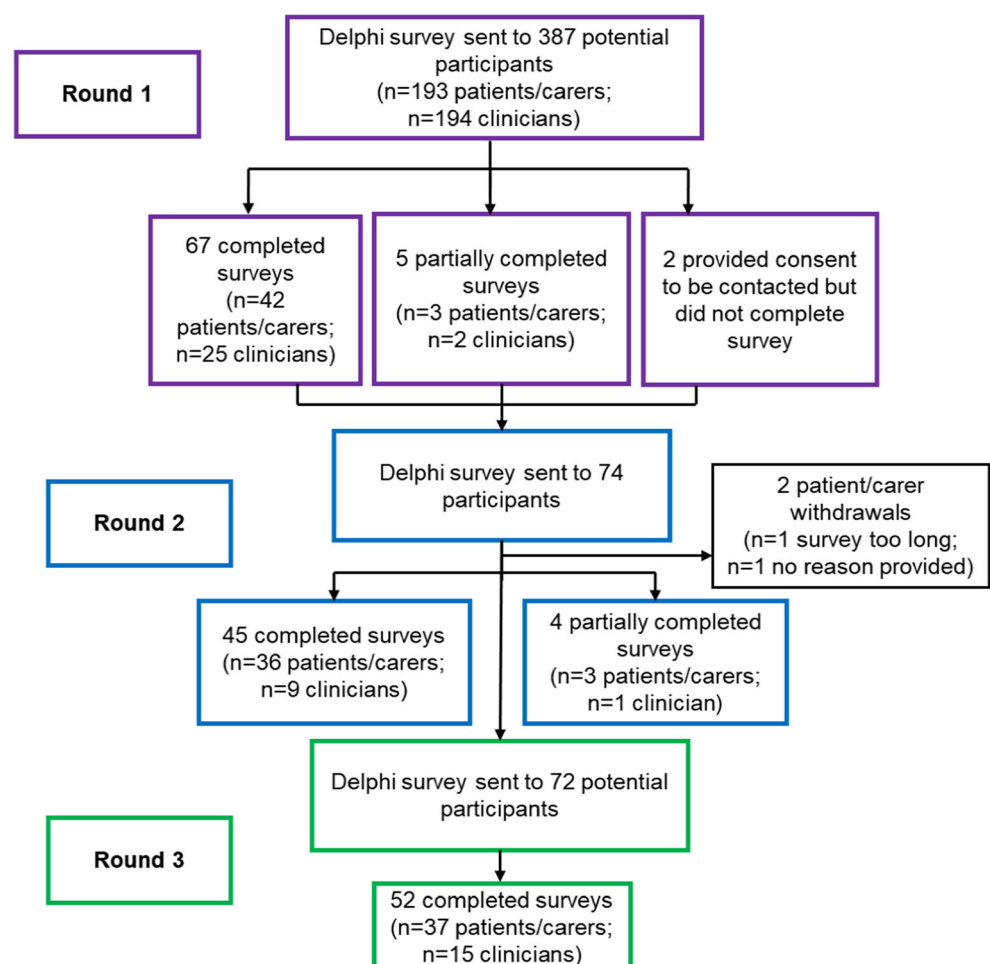 Delphi survey sent to 387 potential
participants
(n=193 patients/carers;
n=194 clinicians)
Round 1
67 completed
surveys
(n=42
patients/carers;
n=25 clinicians)
5 partially completed
surveys
(n=3 patients/carers;
n=2 clinicians)
2 provided consent
to be contacted but
did not complete
survey
Delphi survey sent to 74
participants
Round 2
2 patient/carer
withdrawals
(n=1 survey too long;
n=1 no reason provided)
45 completed surveys
(n=36 patients/carers;
n=9 clinicians)
4 partially completed
surveys
(n=3 patients/carers;
n=1 clinician)
Delphi survey sent to 72 potential
participants
Round 3
52 completed surveys
(n=37 patients/carers;
n=15 clinicians)